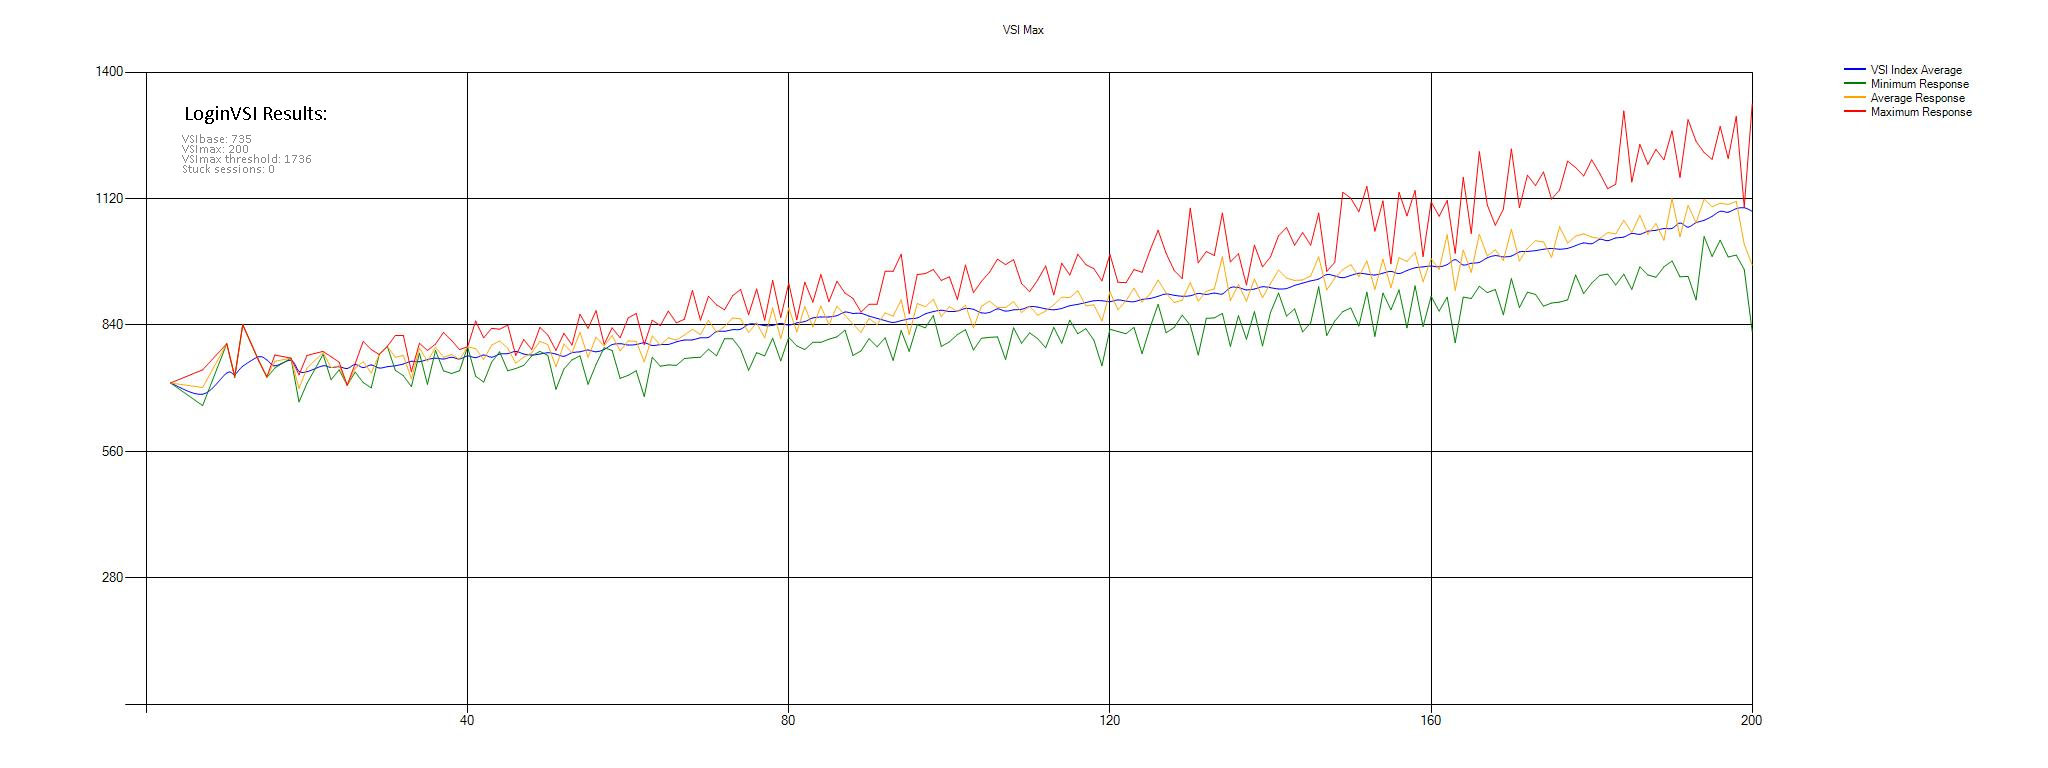 VSI Max
1400
1120
840
560
280
40
80
120
160
200
LoginVSI Results:
VSIbase: 735
VSImax: 200
VSImax threshold: 1736
Stuck sessions: 0
VSI Index Average
Minimum Response
Average Response
Maximum Response